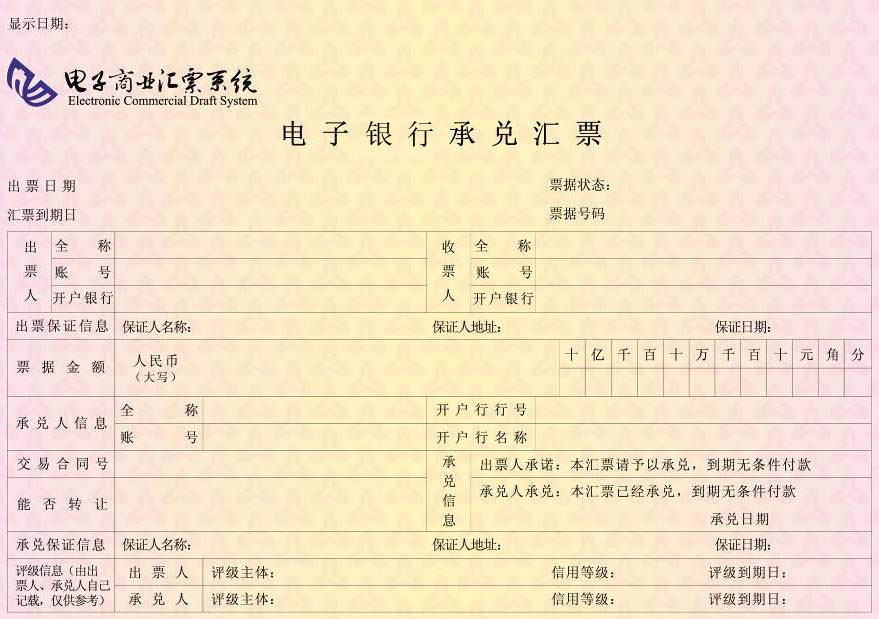 显示日期：
电子商业汇票系统
Electronic Commercial Draft System
电子银行承兑汇票
出票日期 票据状态：
汇票到期日 票据号码
出票人 全称 收票人 全称
账号 账号
开户银行 开户银行
出票保证信息 保证人名称： 保证人地址： 保证日期：
票据金额 人民币（大写） 十 亿 千 百 十 万 千 百 十 元 角 分
承兑人信息 全称 开户行行号
账号 开户行名称
交易合同号 承兑信息 出票人承诺：本汇票请予以承兑，到期无条件付款
能否转让 承兑人承兑：本汇票已经承兑，到期无条件付款
承兑日期
承兑保证信息 保证人名称： 保证人地址： 保证日期：
评级信息（由出票人、承兑人自己记载，仅供参考） 出票人 评级主体： 信用等级： 评级到期日：
承兑人 评级主体： 信用等级： 评级到期日：